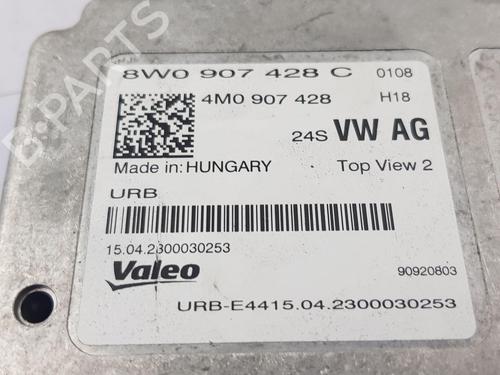 8W0 907 428 C 0108
4M0 907 428 H18
24S VW AG
Made in: HUNGARY Top View 2
URB
15.04.2300030253
Valeo 90920803
URB-E4415.04.2300030253
B-Parts